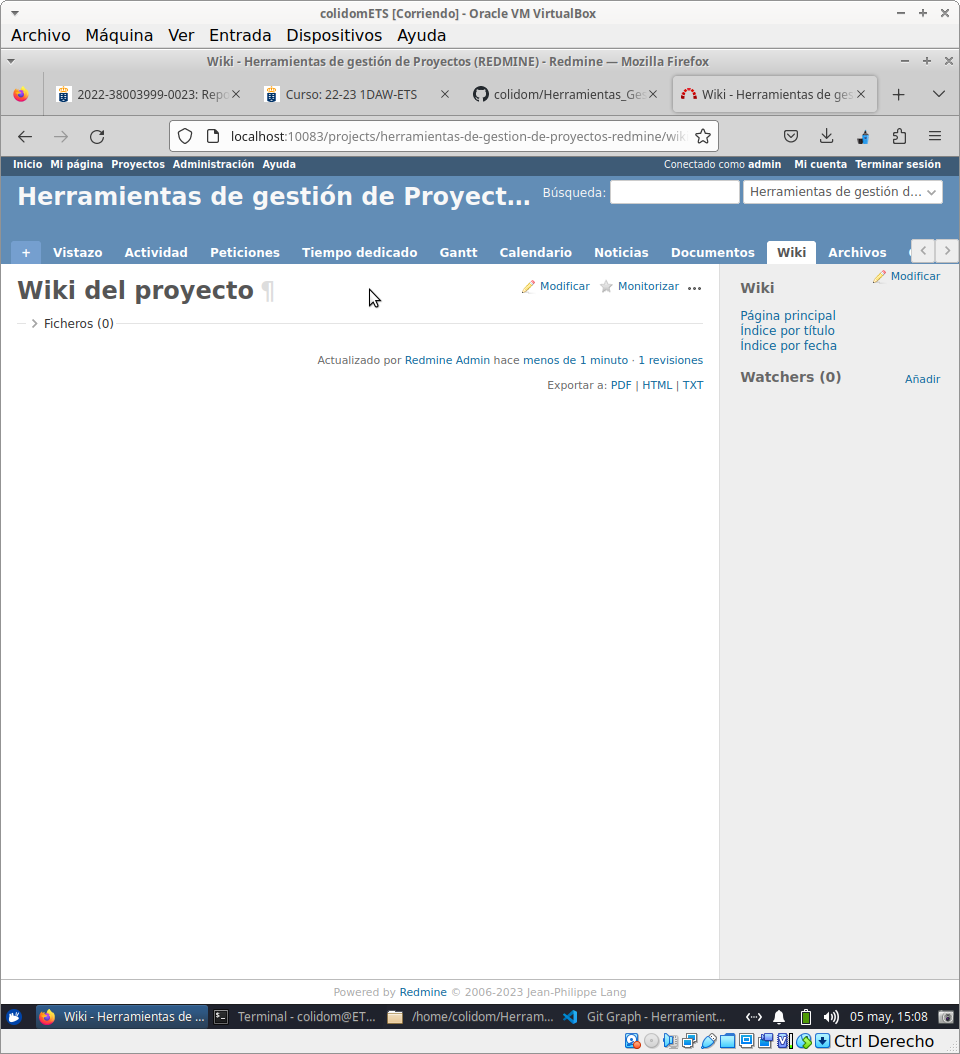 colidomETS [Corriendo] - Oracle VM VirtualBox
Archivo Máquina Ver Entrada Dispositivos Ayuda
Wiki - Herramientas de gestión de Proyectos (REDMINE) - Redmine — Mozilla Firefox
2022-38003999-0023: Repo Curso: 22-23 1DAW-ETS colidom/Herramientas_Ges Wiki - Herramientas de ges
localhost:10083/projects/herramientas-de-gestion-de-proyectos-redmine/wiki
Inicio Mi página Proyectos Administración Ayuda Conectado como admin Mi cuenta Terminar sesión
Herramientas de gestión de Proyect... Búsqueda: Herramientas de gestión d...
+ Vistazo Actividad Peticiones Tiempo dedicado Gantt Calendario Noticias Documentos Wiki Archivos
Wiki del proyecto ¶ Modificar Monitorizar ...
Ficheros (0)
Actualizado por Redmine Admin hace menos de 1 minuto · 1 revisiones
Exportar a: PDF | HTML | TXT
Modificar
Wiki
Página principal
Índice por título
Índice por fecha
Watchers (0) Añadir
Powered by Redmine © 2006-2023 Jean-Philippe Lang
Wiki - Herramientas de ... Terminal - colidom@ET... /home/colidom/Herram... Git Graph - Herramient... 05 may, 15:08
Ctrl Derecho